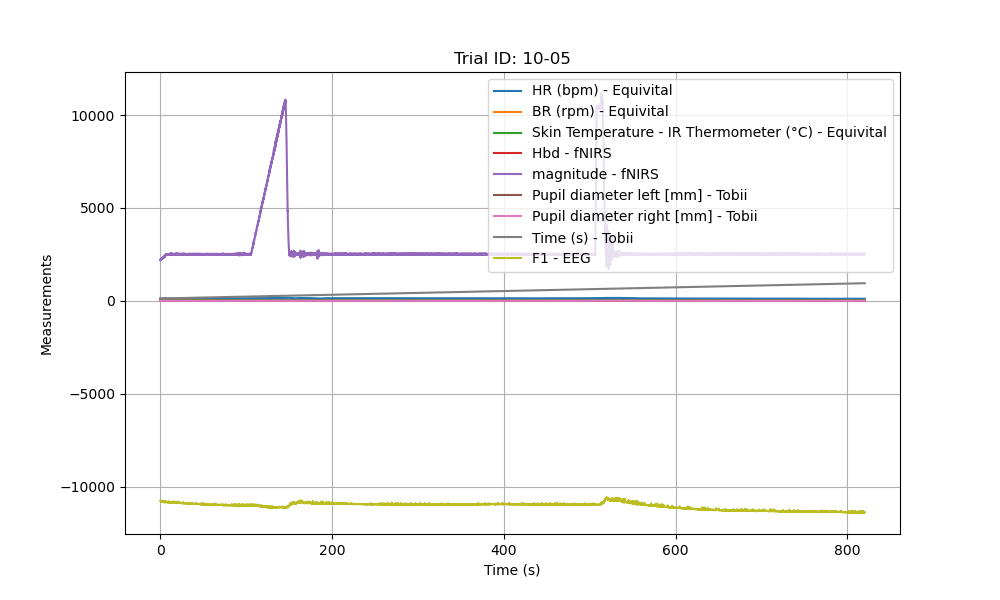 Trial ID: 10-05
HR (bpm) - Equivital
BR (rpm) - Equivital
Skin Temperature - IR Thermometer (°C) - Equivital
Hbd - fNIRS
magnitude - fNIRS
Pupil diameter left [mm] - Tobii
Pupil diameter right [mm] - Tobii
Time (s) - Tobii
F1 - EEG
10000
5000
0
−5000
−10000
Measurements
0 200 400 600 800
Time (s)